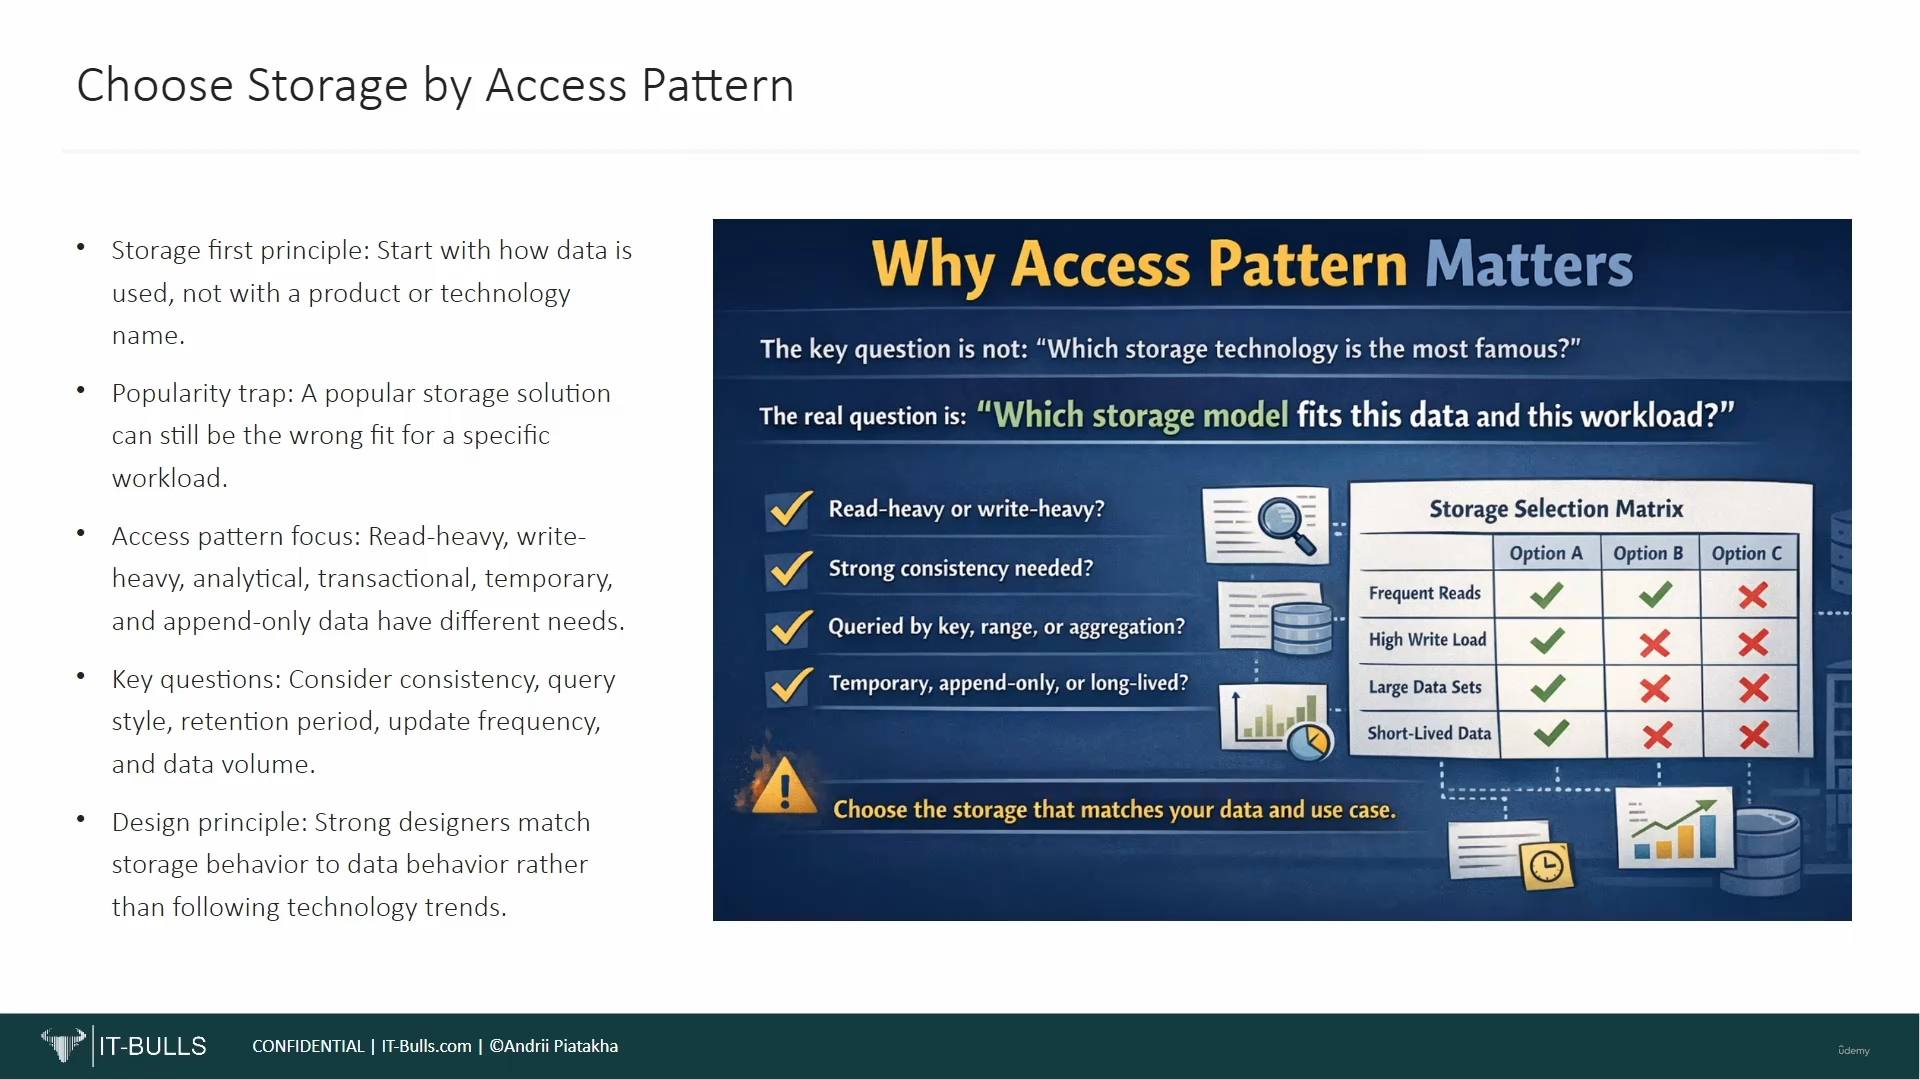 Choose Storage by Access Pattern
• Storage first principle: Start with how data is
used, not with a product or technology
name.
• Popularity trap: A popular storage solution
can still be the wrong fit for a specific
workload.
• Access pattern focus: Read-heavy, write-
heavy, analytical, transactional, temporary,
and append-only data have different needs.
• Key questions: Consider consistency, query
style, retention period, update frequency,
and data volume.
• Design principle: Strong designers match
storage behavior to data behavior rather
than following technology trends.
Why Access Pattern Matters
The key question is not: “Which storage technology is the most famous?”
The real question is: “Which storage model fits this data and this workload?”
Read-heavy or write-heavy?
Strong consistency needed?
Queried by key, range, or aggregation?
Temporary, append-only, or long-lived?
Choose the storage that matches your data and use case.
Storage Selection Matrix
Option A Option B Option C
Frequent Reads
High Write Load
Large Data Sets
Short-Lived Data
IT-BULLS
CONFIDENTIAL | IT-Bulls.com | ©Andrii Piatakha
ûdemy